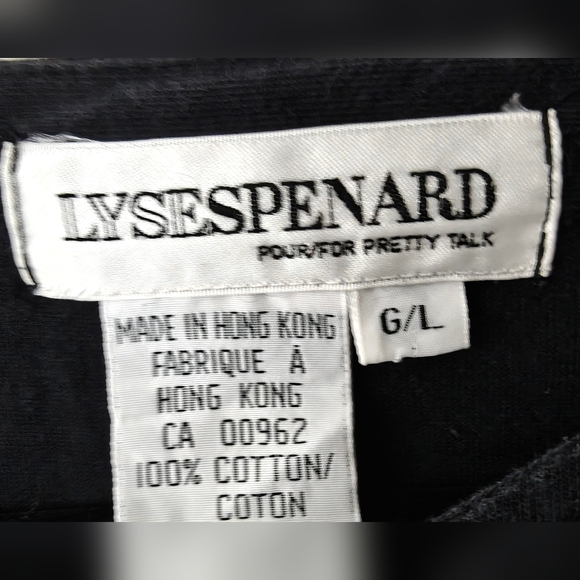 LYSESPENARD
POUR/FOR PRETTY TALK
G/L
MADE IN HONG KONG
FABRIQUE À
HONG KONG
CA 00962
100% COTTON/
COTON